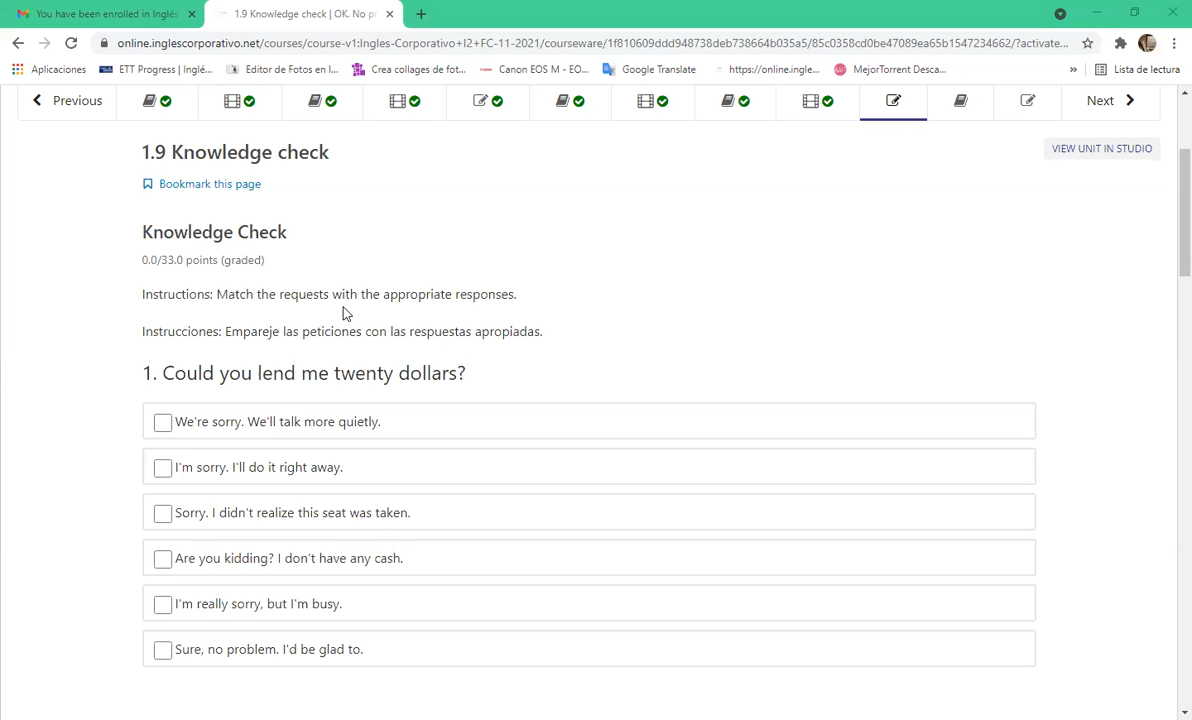 You have been enrolled in Inglés
1.9 Knowledge check | OK. No pr
online.inglescorporativo.net/courses/course-v1:Ingles-Corporativo+I2+FC-11-2021/courseware/1f810609ddd948738deb738664b035a5/85c0358cd0be47089ea65b1547234662/?activate...
Aplicaciones
ETT Progress | Inglé...
Editor de Fotos en l...
Crea collages de fot...
Canon EOS M - EO...
Google Translate
https://online.ingle...
MejorTorrent Desca...
»
Lista de lectura
Previous
Next
1.9 Knowledge check
VIEW UNIT IN STUDIO
Bookmark this page
Knowledge Check
0.0/33.0 points (graded)
Instructions: Match the requests with the appropriate responses.
Instrucciones: Empareje las peticiones con las respuestas apropiadas.
1. Could you lend me twenty dollars?
We're sorry. We'll talk more quietly.
I'm sorry. I'll do it right away.
Sorry. I didn't realize this seat was taken.
Are you kidding? I don't have any cash.
I'm really sorry, but I'm busy.
Sure, no problem. I'd be glad to.